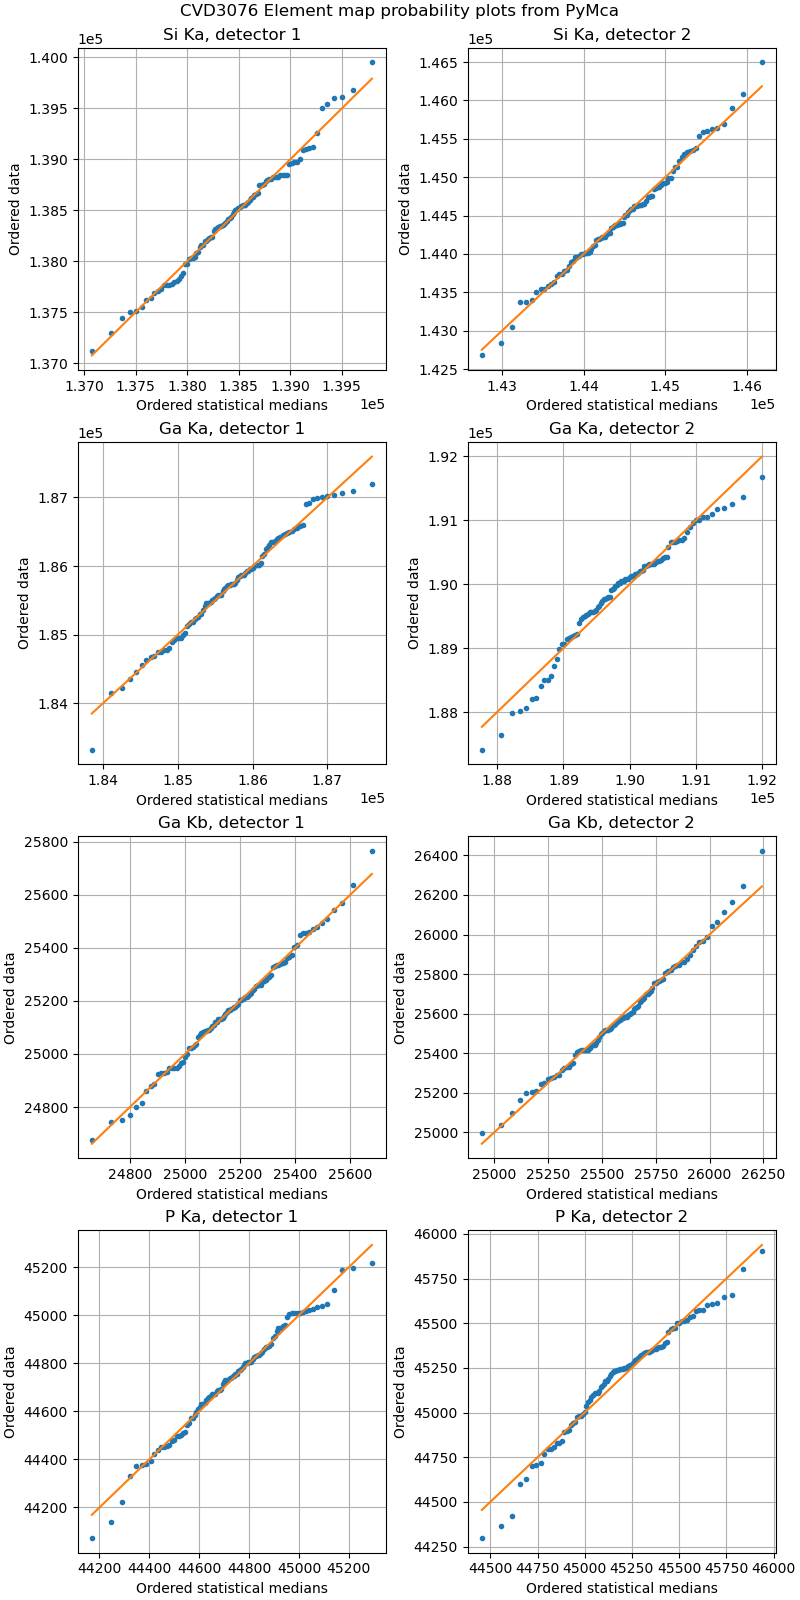 CVD3076 Element map probability plots from PyMca
Si Ka, detector 1
1e5
1.400
1.395
1.390
1.385
1.380
1.375
1.370
Ordered data
1.370 1.375 1.380 1.385 1.390 1.395
Ordered statistical medians
1e5
Si Ka, detector 2
1e5
1.465
1.460
1.455
1.450
1.445
1.440
1.435
1.430
1.425
Ordered data
1.43 1.44 1.45 1.46
Ordered statistical medians
1e5
Ga Ka, detector 1
1e5
1.87
1.86
1.85
1.84
Ordered data
1.84 1.85 1.86 1.87
Ordered statistical medians
1e5
Ga Ka, detector 2
1e5
1.92
1.91
1.90
1.89
1.88
Ordered data
1.88 1.89 1.90 1.91 1.92
Ordered statistical medians
1e5
Ga Kb, detector 1
25800
25600
25400
25200
25000
24800
Ordered data
24800 25000 25200 25400 25600
Ordered statistical medians
Ga Kb, detector 2
26400
26200
26000
25800
25600
25400
25200
25000
Ordered data
25000 25250 25500 25750 26000 26250
Ordered statistical medians
P Ka, detector 1
45200
45000
44800
44600
44400
44200
Ordered data
44200 44400 44600 44800 45000 45200
Ordered statistical medians
P Ka, detector 2
46000
45750
45500
45250
45000
44750
44500
44250
Ordered data
44500 44750 45000 45250 45500 45750 46000
Ordered statistical medians